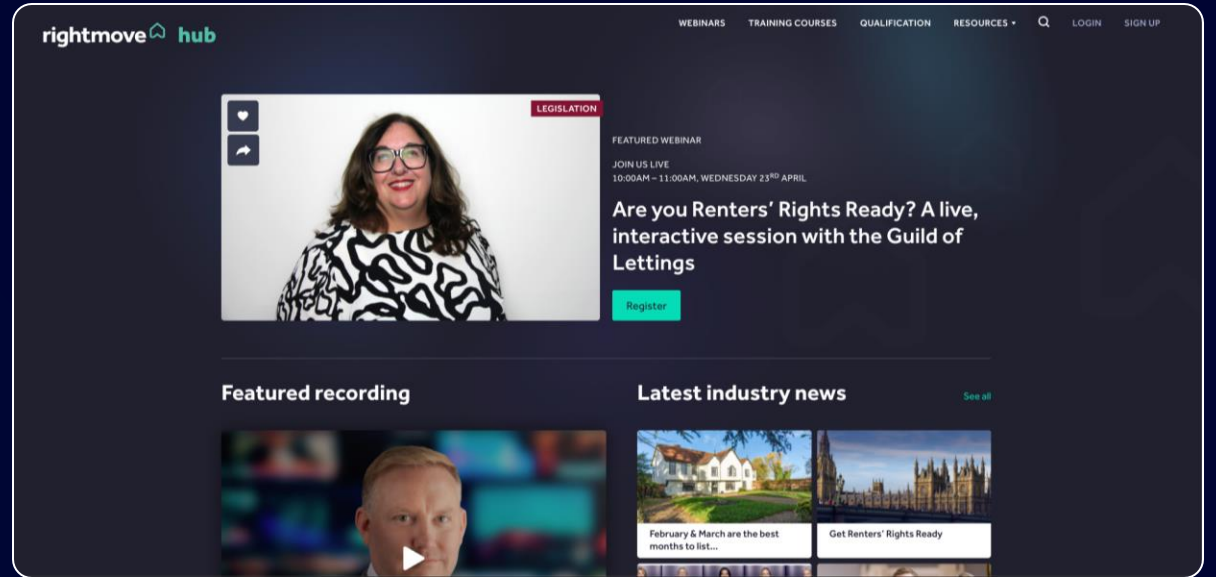 rightmove hub
WEBINARS TRAINING COURSES QUALIFICATION RESOURCES LOGIN SIGN UP
LEGISLATION
FEATURED WEBINAR
JOIN US LIVE
10:00AM – 11:00AM, WEDNESDAY 23RD APRIL
Are you Renters’ Rights Ready? A live,
interactive session with the Guild of
Lettings
Register
Featured recording
Latest industry news
See all
February & March are the best
months to list...
Get Renters' Rights Ready